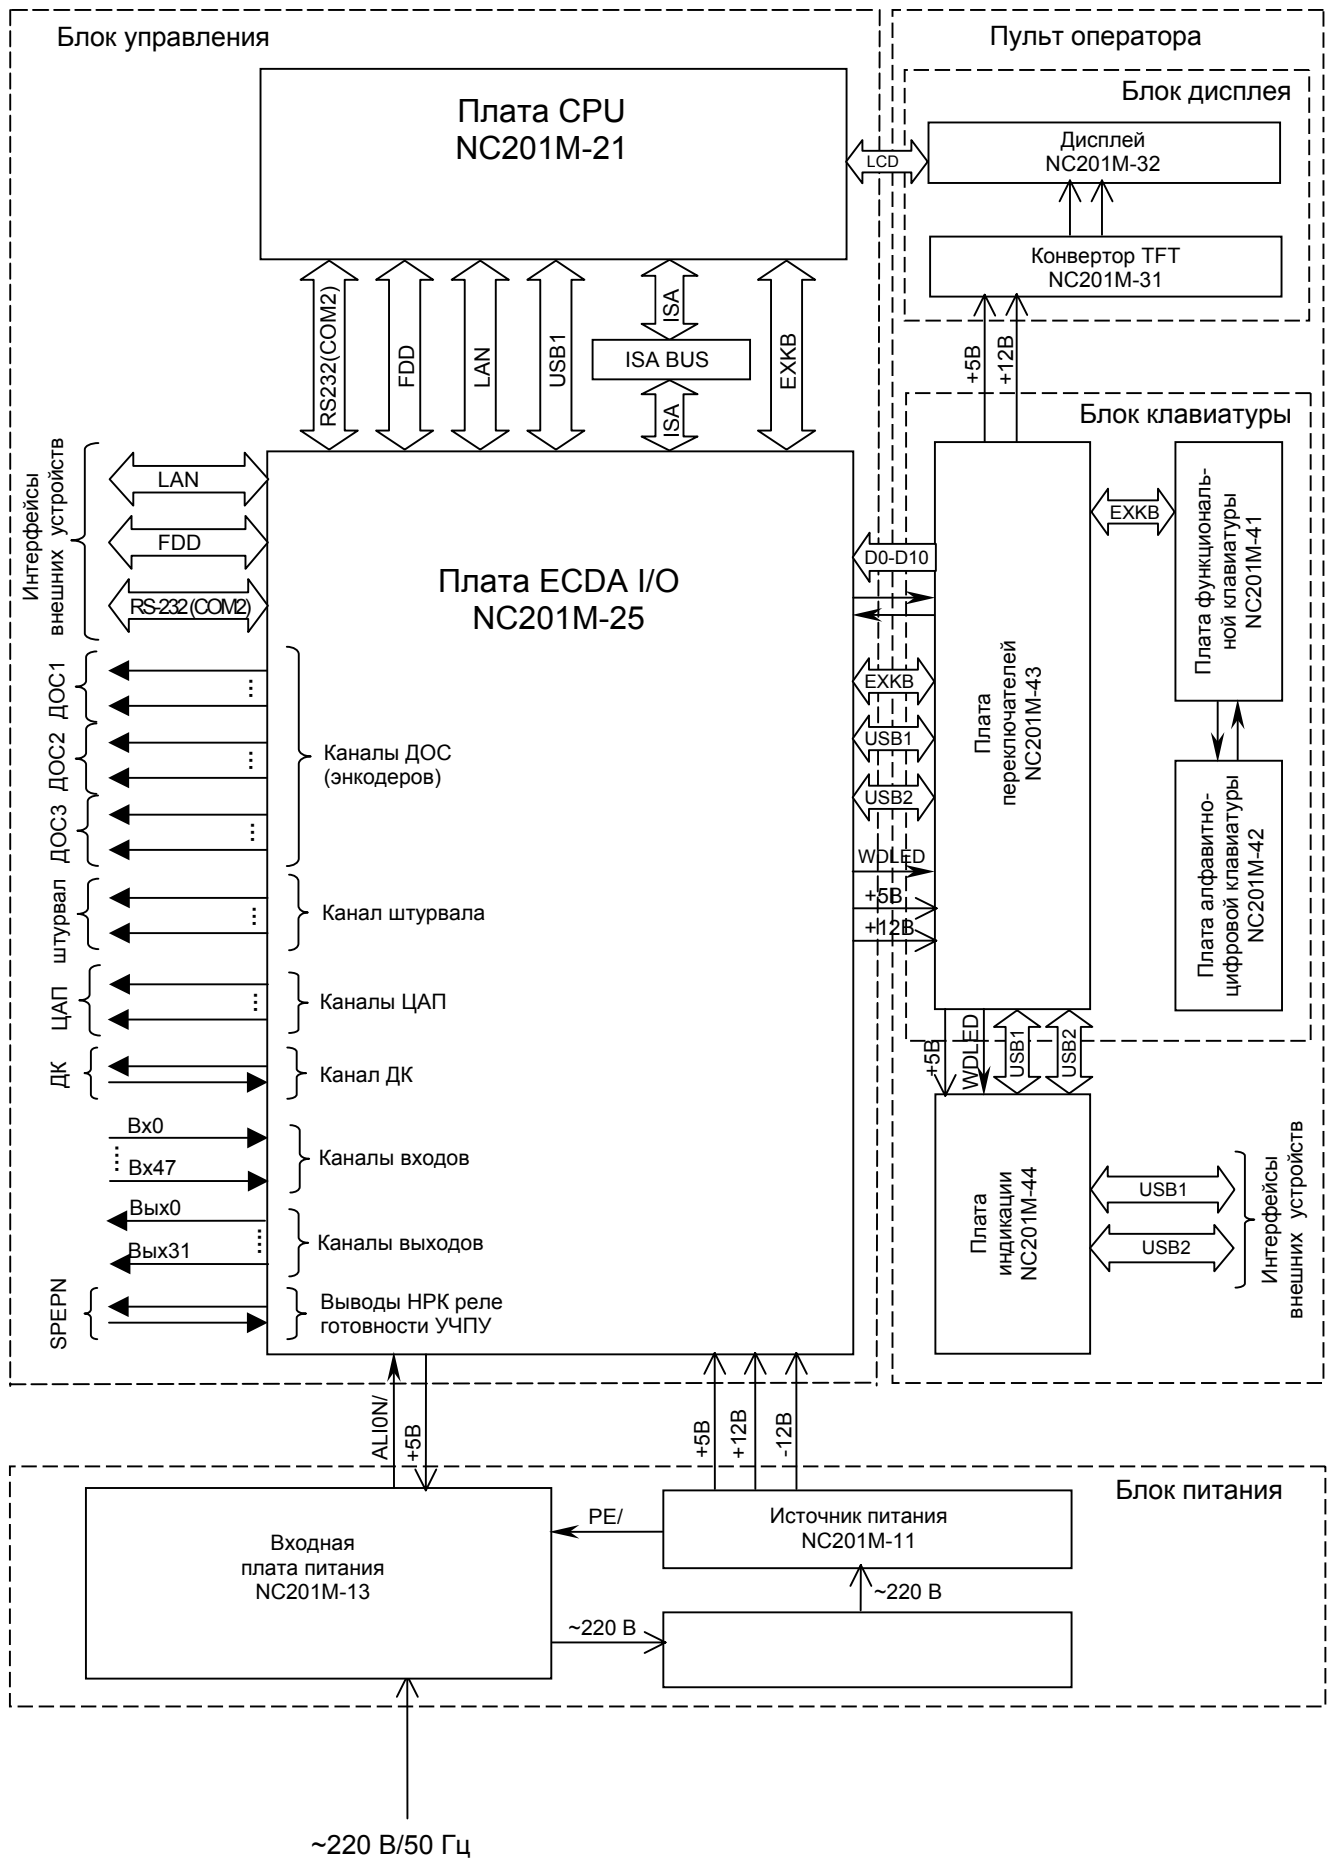 Блок управления
Пульт оператора
Блок дисплея
Плата CPU
NC201M-21
LCD
Дисплей
NC201M-32
Конвертор TFT
NC201M-31
+5В
+12В
RS232(COM2)
FDD
LAN
USB1
ISA
ISA BUS
ISA
EXKB
Блок клавиатуры
Интерфейсы
внешних устройств
LAN
FDD
RS-232(COM2)
Плата ECDA I/O
NC201M-25
D0-D10
EXKB
USB1
USB2
WDLED
+5В
+12В
Плата
переключателей
NC201M-43
EXKB
Плата функциональ-
ной клавиатуры
NC201M-41
Плата алфавитно-
цифровой клавиатуры
NC201M-42
ДОС1
...
ДОС2
...
ДОС3
...
Каналы ДОС
(энкодеров)
штурвал
...
Канал штурвала
ЦАП
...
Каналы ЦАП
ДК
Канал ДК
Вх0
....
Вх47
Каналы входов
Вых0
....
Вых31
Каналы выходов
SPEPN
Выводы НРК реле
готовности УЧПУ
+5В
WDLED
USB1
USB2
Плата
индикации
NC201M-44
USB1
USB2
Интерфейсы
внешних устройств
ALI0N/
+5В
+5В
+12В
-12В
Блок питания
Входная
плата питания
NC201M-13
PE/
Источник питания
NC201M-11
~220 В
~220 В
~220 В/50 Гц